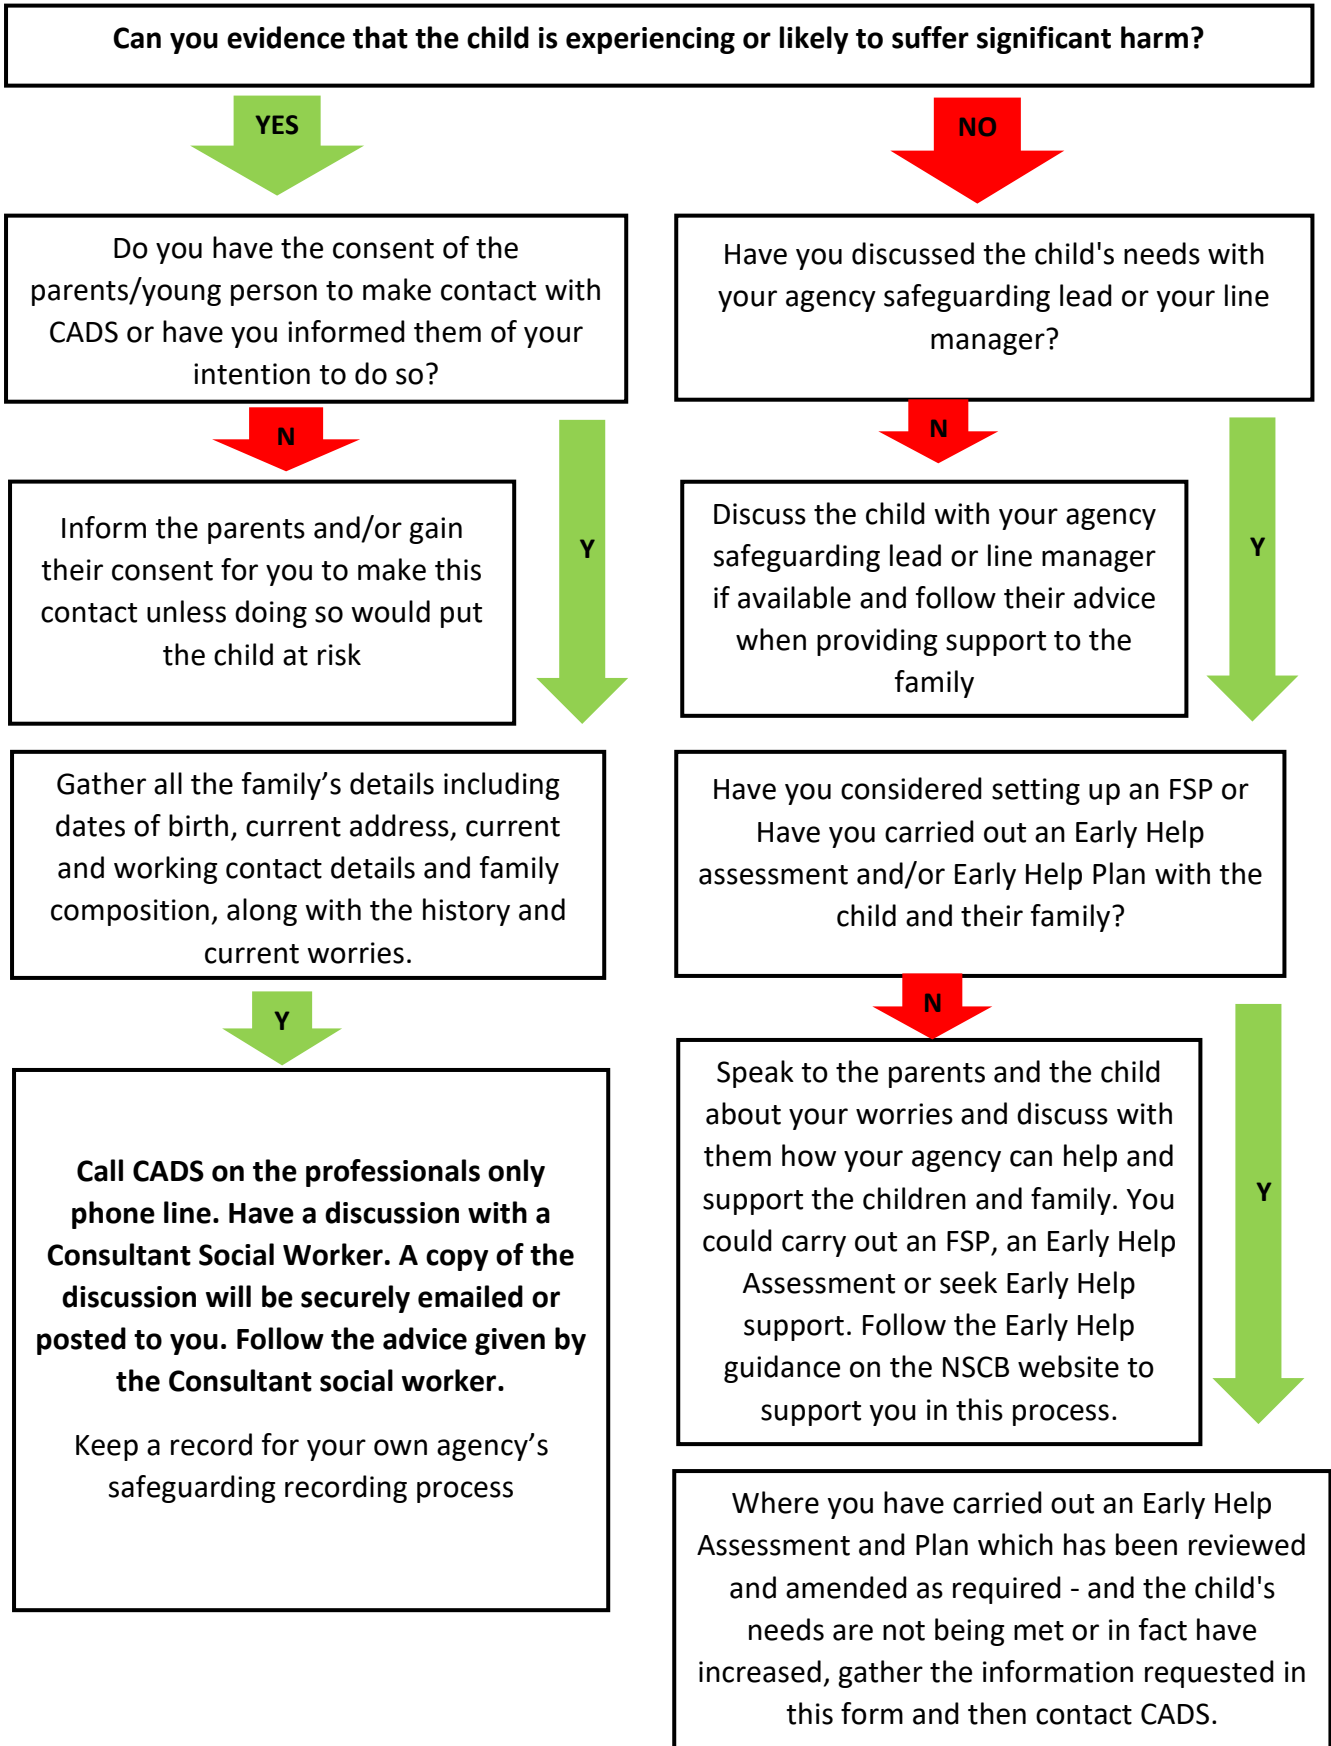 Can you evidence that the child is experiencing or likely to suffer significant harm?
YES
NO
Do you have the consent of the
parents/young person to make contact with
CADS or have you informed them of your
intention to do so?
Have you discussed the child's needs with
your agency safeguarding lead or your line
manager?
N
Y
N
Y
Inform the parents and/or gain
their consent for you to make this
contact unless doing so would put
the child at risk
Discuss the child with your agency
safeguarding lead or line manager
if available and follow their advice
when providing support to the
family
Gather all the family’s details including
dates of birth, current address, current
and working contact details and family
composition, along with the history and
current worries.
Have you considered setting up an FSP or
Have you carried out an Early Help
assessment and/or Early Help Plan with the
child and their family?
Y
N
Y
Call CADS on the professionals only
phone line. Have a discussion with a
Consultant Social Worker. A copy of the
discussion will be securely emailed or
posted to you. Follow the advice given by
the Consultant social worker.
Keep a record for your own agency’s
safeguarding recording process
Speak to the parents and the child
about your worries and discuss with
them how your agency can help and
support the children and family. You
could carry out an FSP, an Early Help
Assessment or seek Early Help
support. Follow the Early Help
guidance on the NSCB website to
support you in this process.
Where you have carried out an Early Help
Assessment and Plan which has been reviewed
and amended as required - and the child's
needs are not being met or in fact have
increased, gather the information requested in
this form and then contact CADS.